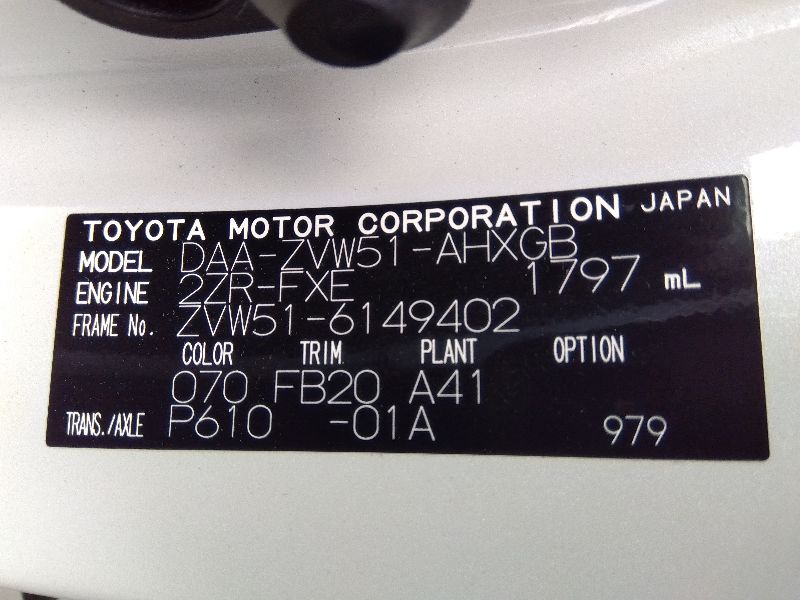 TOYOTA MOTOR CORPORATION JAPAN
MODEL DAA-ZVW51-AHXGB
ENGINE 2ZR-FXE 1797 mL
FRAME No. ZVW51-6149402
COLOR TRIM PLANT OPTION
070 FB20 A41
TRANS./AXLE P610 -01A 979